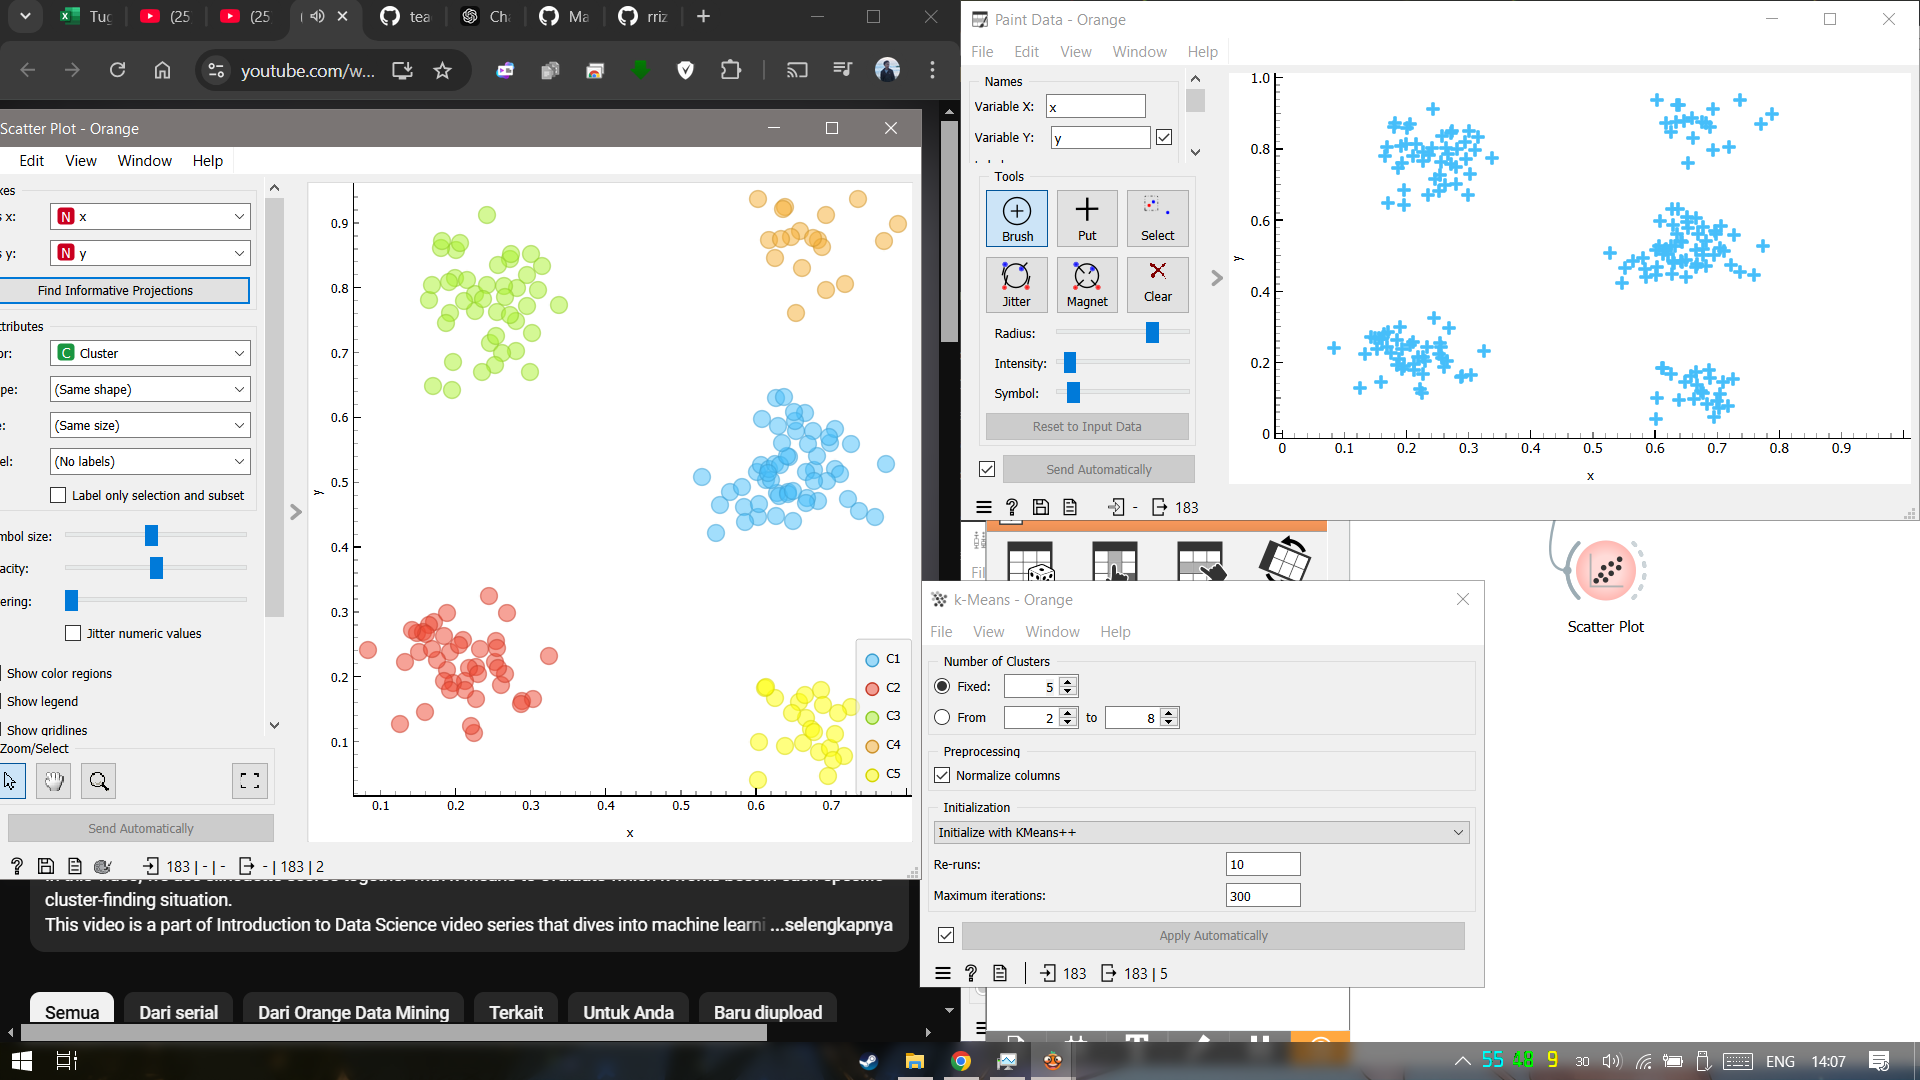 Tug
(25
(25
(
tea
Ch
Ma
rriz
youtube.com/w...
Scatter Plot - Orange
Edit View Window Help
xes
s x: N x
s y: N y
Find Informative Projections
ttributes
or: C Cluster
pe: (Same shape)
e: (Same size)
el: (No labels)
Label only selection and subset
mbol size:
acity:
ering:
Jitter numeric values
Show color regions
Show legend
Show gridlines
Zoom/Select
Send Automatically
183 | - | - - | 183 | 2
y
0.9
0.8
0.7
0.6
0.5
0.4
0.3
0.2
0.1
0.1 0.2 0.3 0.4 0.5 0.6 0.7
x
C1
C2
C3
C4
C5
cluster-finding situation.
This video is a part of Introduction to Data Science video series that dives into machine learni ...selengkapnya
Semua Dari serial Dari Orange Data Mining Terkait Untuk Anda Baru diupload
Paint Data - Orange
File Edit View Window Help
Names
Variable X: x
Variable Y: y
Tools
Brush Put Select
Jitter Magnet Clear
Radius:
Intensity:
Symbol:
Reset to Input Data
Send Automatically
- 183
1.0
0.8
0.6
0.4
0.2
0
y
0 0.1 0.2 0.3 0.4 0.5 0.6 0.7 0.8 0.9
x
Fil
Scatter Plot
k-Means - Orange
File View Window Help
Number of Clusters
Fixed: 5
From 2 to 8
Preprocessing
Normalize columns
Initialization
Initialize with KMeans++
Re-runs: 10
Maximum iterations: 300
Apply Automatically
183 183 | 5
55 48 9 30 ENG 14:07